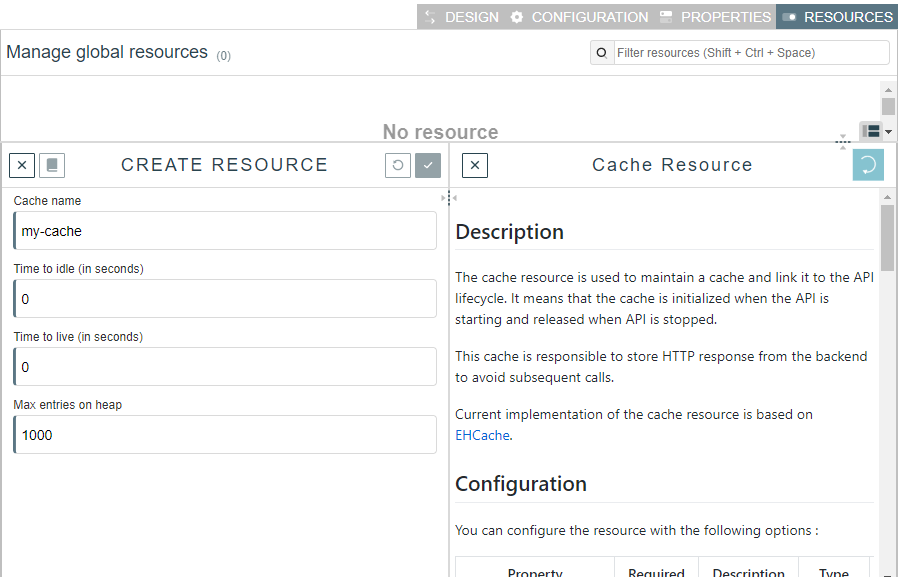 DESIGN CONFIGURATION PROPERTIES RESOURCES
Manage global resources (0)
Filter resources (Shift + Ctrl + Space)
No resource
CREATE RESOURCE
Cache name
my-cache
Time to idle (in seconds)
0
Time to live (in seconds)
0
Max entries on heap
1000
Cache Resource
Description
The cache resource is used to maintain a cache and link it to the API
lifecycle. It means that the cache is initialized when the API is
starting and released when API is stopped.
This cache is responsible to store HTTP response from the backend
to avoid subsequent calls.
Current implementation of the cache resource is based on
EHCache.
Configuration
You can configure the resource with the following options :
Property Required Description Type